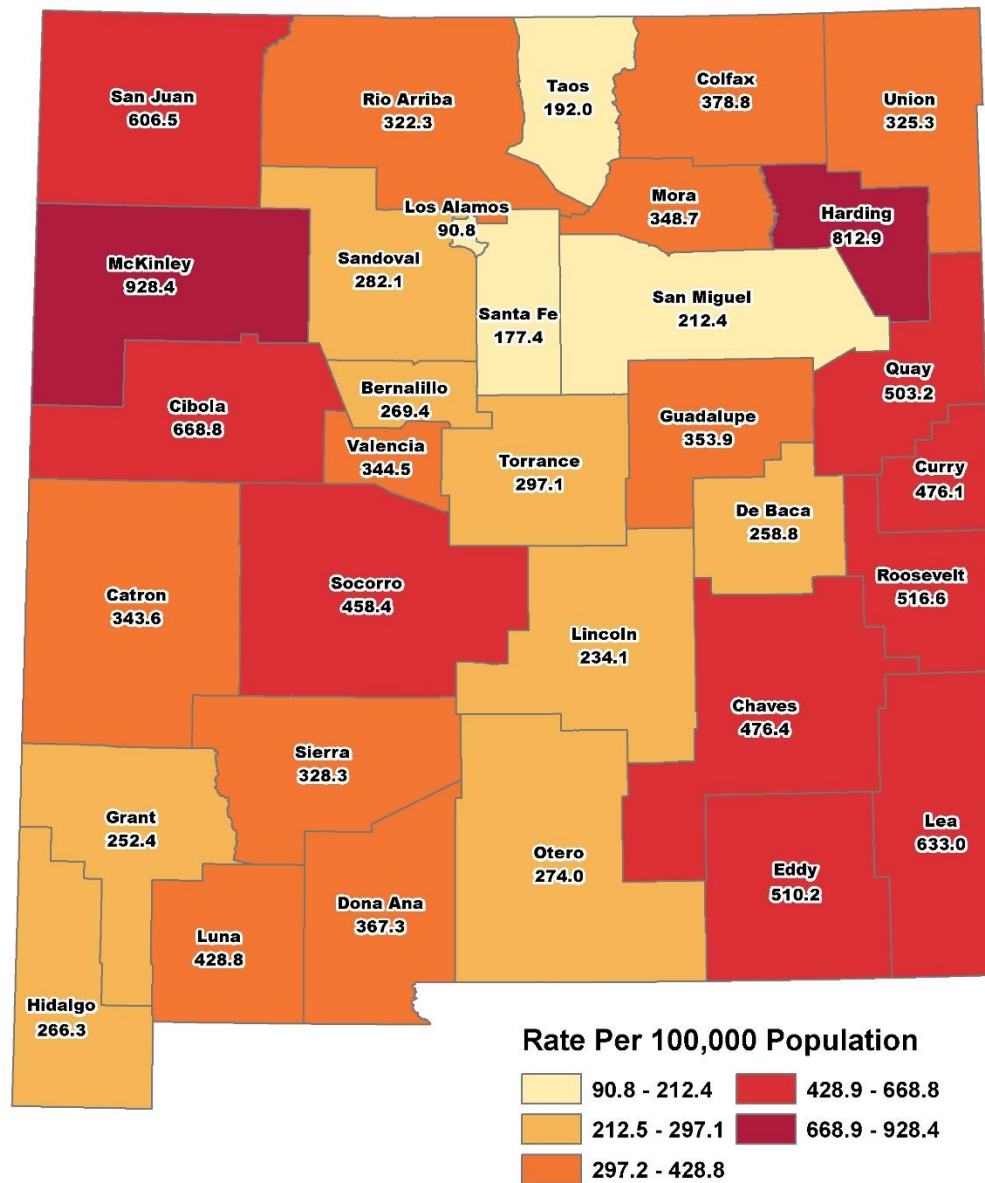 San Juan
606.5
Rio Arriba
322.3
Taos
192.0
Colfax
378.8
Union
325.3
Los Alamos
90.8
Mora
348.7
Harding
812.9
McKinley
928.4
Sandoval
282.1
Santa Fe
177.4
San Miguel
212.4
Quay
503.2
Cibola
668.8
Bernalillo
269.4
Valencia
344.5
Torrance
297.1
Guadalupe
353.9
Curry
476.1
De Baca
258.8
Roosevelt
516.6
Catron
343.6
Socorro
458.4
Lincoln
234.1
Chaves
476.4
Sierra
328.3
Grant
252.4
Otero
274.0
Lea
633.0
Eddy
510.2
Dona Ana
367.3
Luna
428.8
Hidalgo
266.3
Rate Per 100,000 Population
90.8 - 212.4
212.5 - 297.1
297.2 - 428.8
428.9 - 668.8
668.9 - 928.4